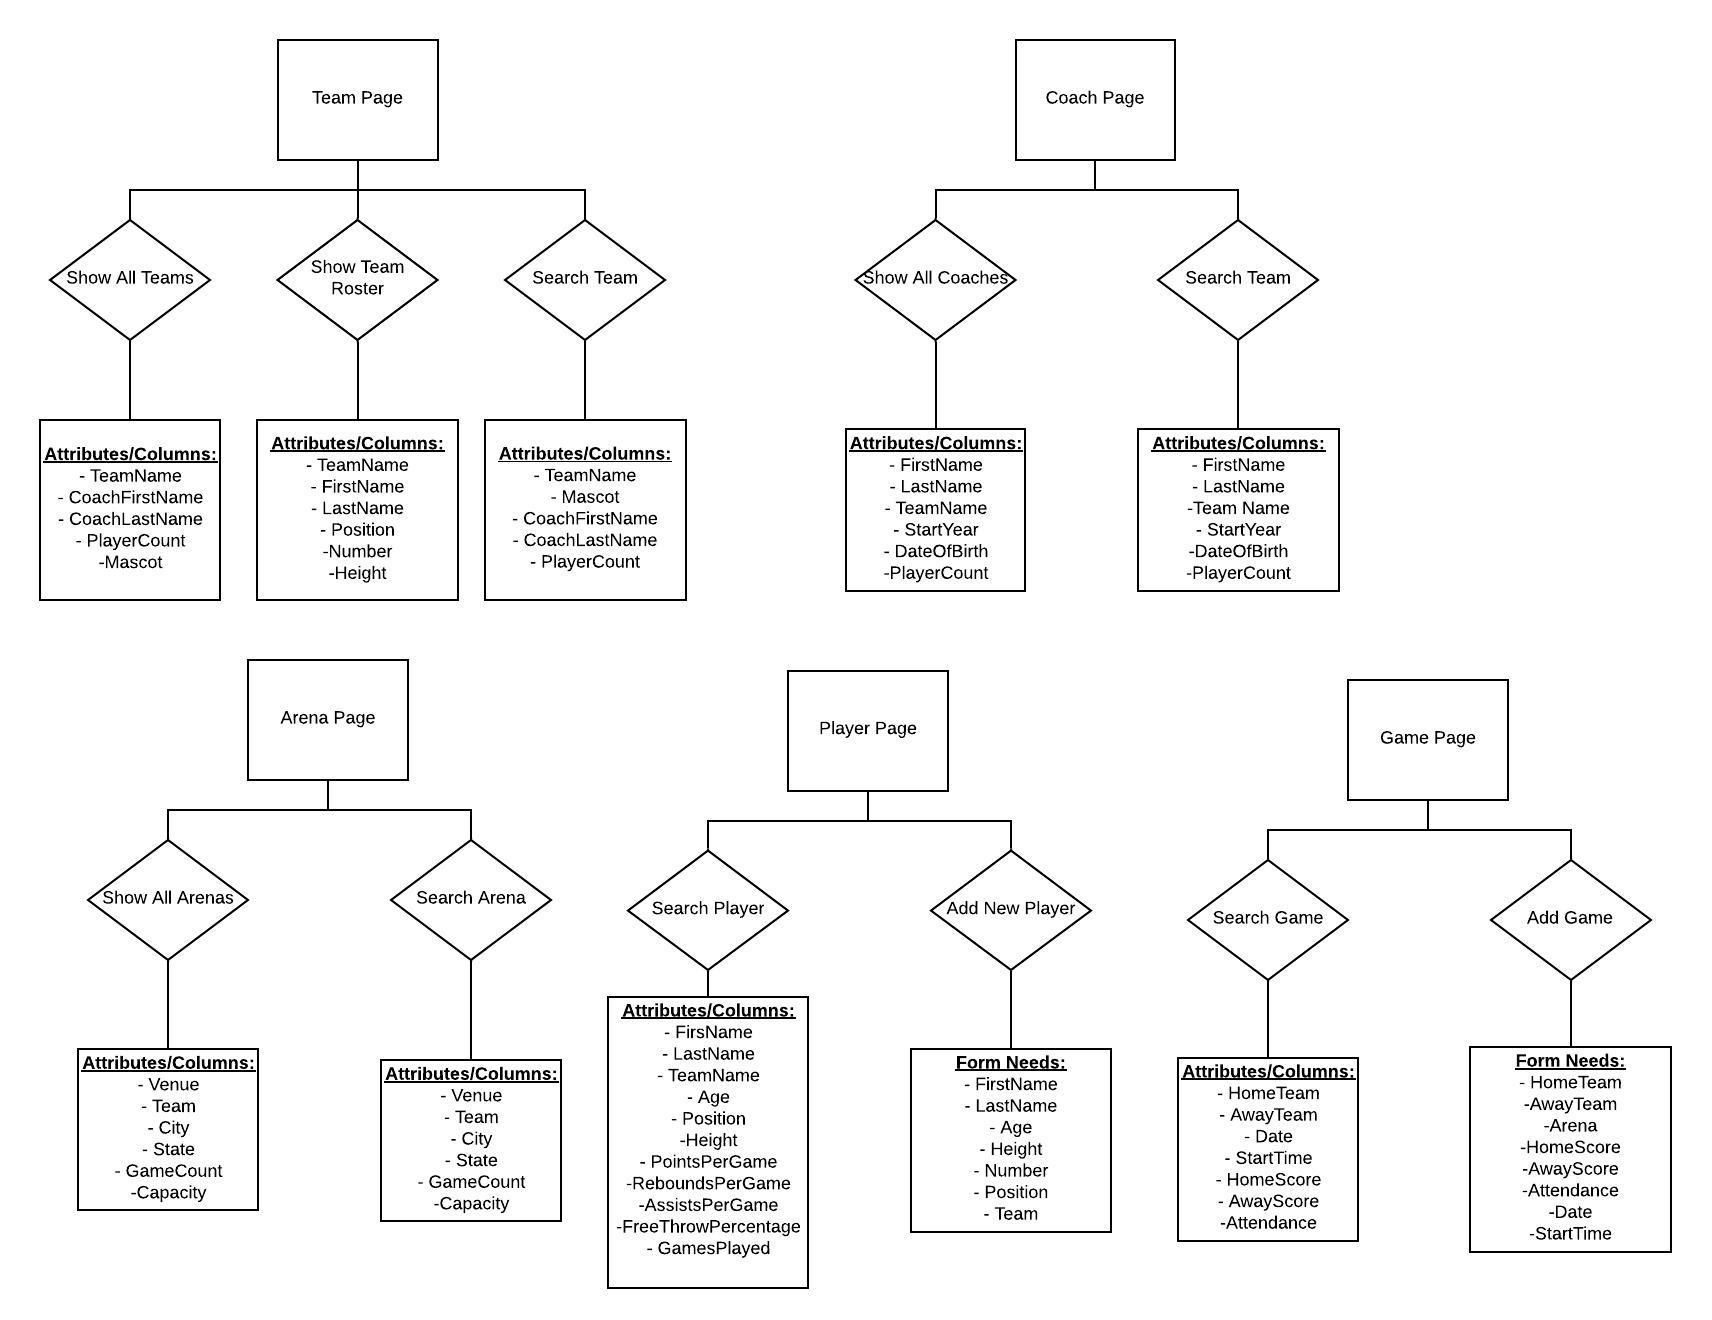 Team Page
Show All Teams
Show Team
Roster
Search Team
Attributes/Columns:
- TeamName
- CoachFirstName
- CoachLastName
- PlayerCount
-Mascot
Attributes/Columns:
- TeamName
- FirstName
- LastName
- Position
-Number
-Height
Attributes/Columns:
- TeamName
- Mascot
- CoachFirstName
- CoachLastName
- PlayerCount
Coach Page
Show All Coaches
Search Team
Attributes/Columns:
- FirstName
- LastName
- TeamName
- StartYear
- DateOfBirth
-PlayerCount
Attributes/Columns:
- FirstName
- LastName
-Team Name
- StartYear
-DateOfBirth
-PlayerCount
Arena Page
Show All Arenas
Search Arena
Attributes/Columns:
- Venue
- Team
- City
- State
- GameCount
-Capacity
Attributes/Columns:
- Venue
- Team
- City
- State
- GameCount
-Capacity
Player Page
Search Player
Add New Player
Attributes/Columns:
- FirsName
- LastName
- TeamName
- Age
- Position
-Height
- PointsPerGame
-ReboundsPerGame
-AssistsPerGame
-FreeThrowPercentage
- GamesPlayed
Form Needs:
- FirstName
- LastName
- Age
- Height
- Number
- Position
- Team
Game Page
Search Game
Add Game
Attributes/Columns:
- HomeTeam
- AwayTeam
- Date
- StartTime
- HomeScore
- AwayScore
-Attendance
Form Needs:
- HomeTeam
-AwayTeam
-Arena
-HomeScore
-AwayScore
-Attendance
-Date
-StartTime